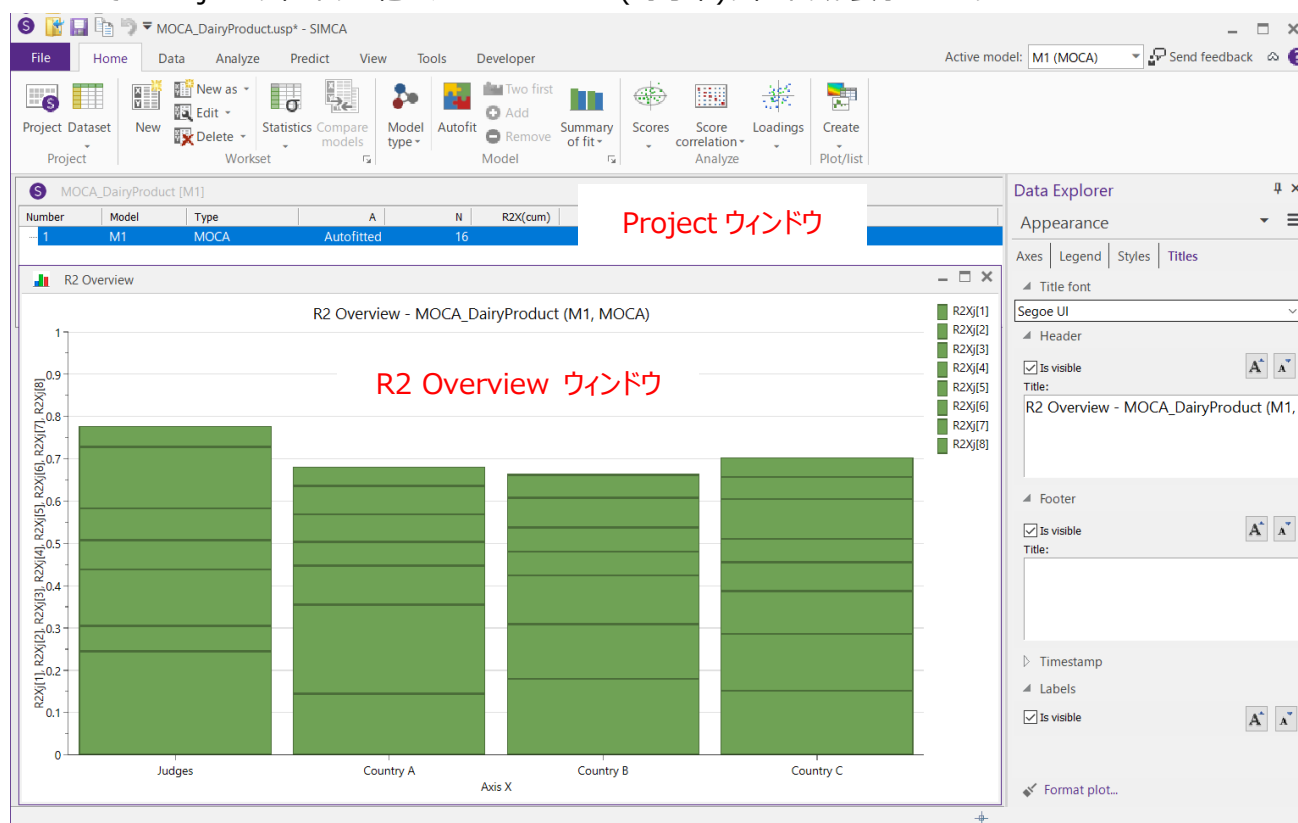 MOCA_DairyProduct.usp* - SIMCA
File Home Data Analyze Predict View Tools Developer
Active model: M1 (MOCA) Send feedback
Project Dataset New
New as
Edit
Delete
Statistics Compare models
Model type Autofit
Two first
Add
Remove
Summary of fit
Scores Score correlation Loadings Create
Project Workset Model Analyze Plot/list
MOCA_DairyProduct [M1]
Number Model Type A N R2X(cum)
1 M1 MOCA Autofitted 16
Project ウィンドウ
R2 Overview
R2 Overview - MOCA_DairyProduct (M1, MOCA)
R2 Overview ウィンドウ
R2Xj[1]
R2Xj[2]
R2Xj[3]
R2Xj[4]
R2Xj[5]
R2Xj[6]
R2Xj[7]
R2Xj[8]
R2Xj[1], R2Xj[2], R2Xj[3], R2Xj[4], R2Xj[5], R2Xj[6], R2Xj[7], R2Xj[8]
1
0.9
0.8
0.7
0.6
0.5
0.4
0.3
0.2
0.1
0
Judges Country A Country B Country C
Axis X
Data Explorer
Appearance
Axes Legend Styles Titles
Title font
Segoe UI
Header
Is visible
Title:
R2 Overview - MOCA_DairyProduct (M1,
Footer
Is visible
Title:
Timestamp
Labels
Is visible
Format plot...